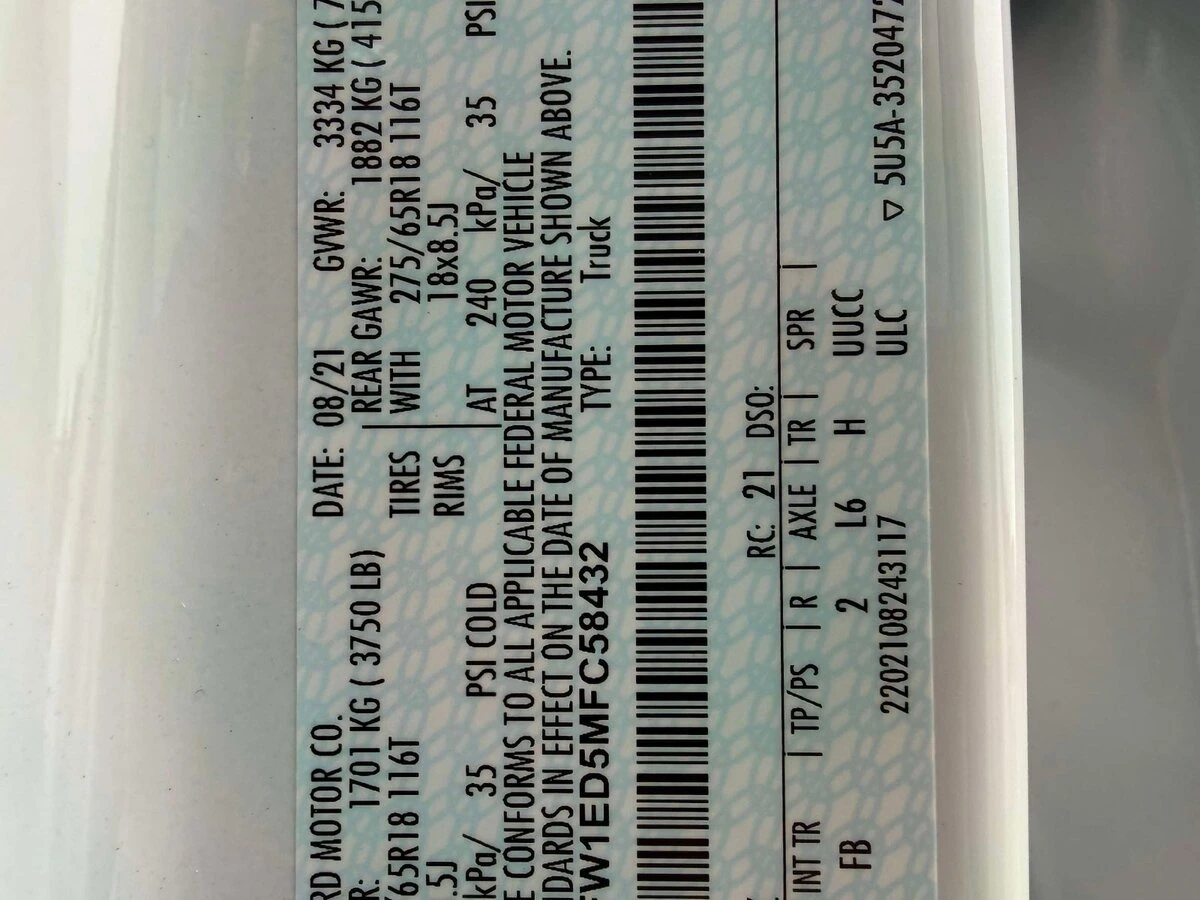 RD MOTOR CO. DATE: 08/21 GVWR: 3334 KG (
R: 1701 KG ( 3750 LB) REAR GAWR: 1882 KG ( 415
65R18 116T TIRES WITH 275/65R18 116T
.5J RIMS 18x8.5J
kPa/ 35 PSI COLD AT 240 kPa/ 35 PSI
E CONFORMS TO ALL APPLICABLE FEDERAL MOTOR VEHICLE
NDARDS IN EFFECT ON THE DATE OF MANUFACTURE SHOWN ABOVE.
W1ED5MFC58432 TYPE: Truck
RC: 21 DSO:
INT TR | TP/PS | R | AXLE | TR | SPR |
FB 2 L6 H UUCC
2202108243117 ULC ▽ 5U5A-3520472